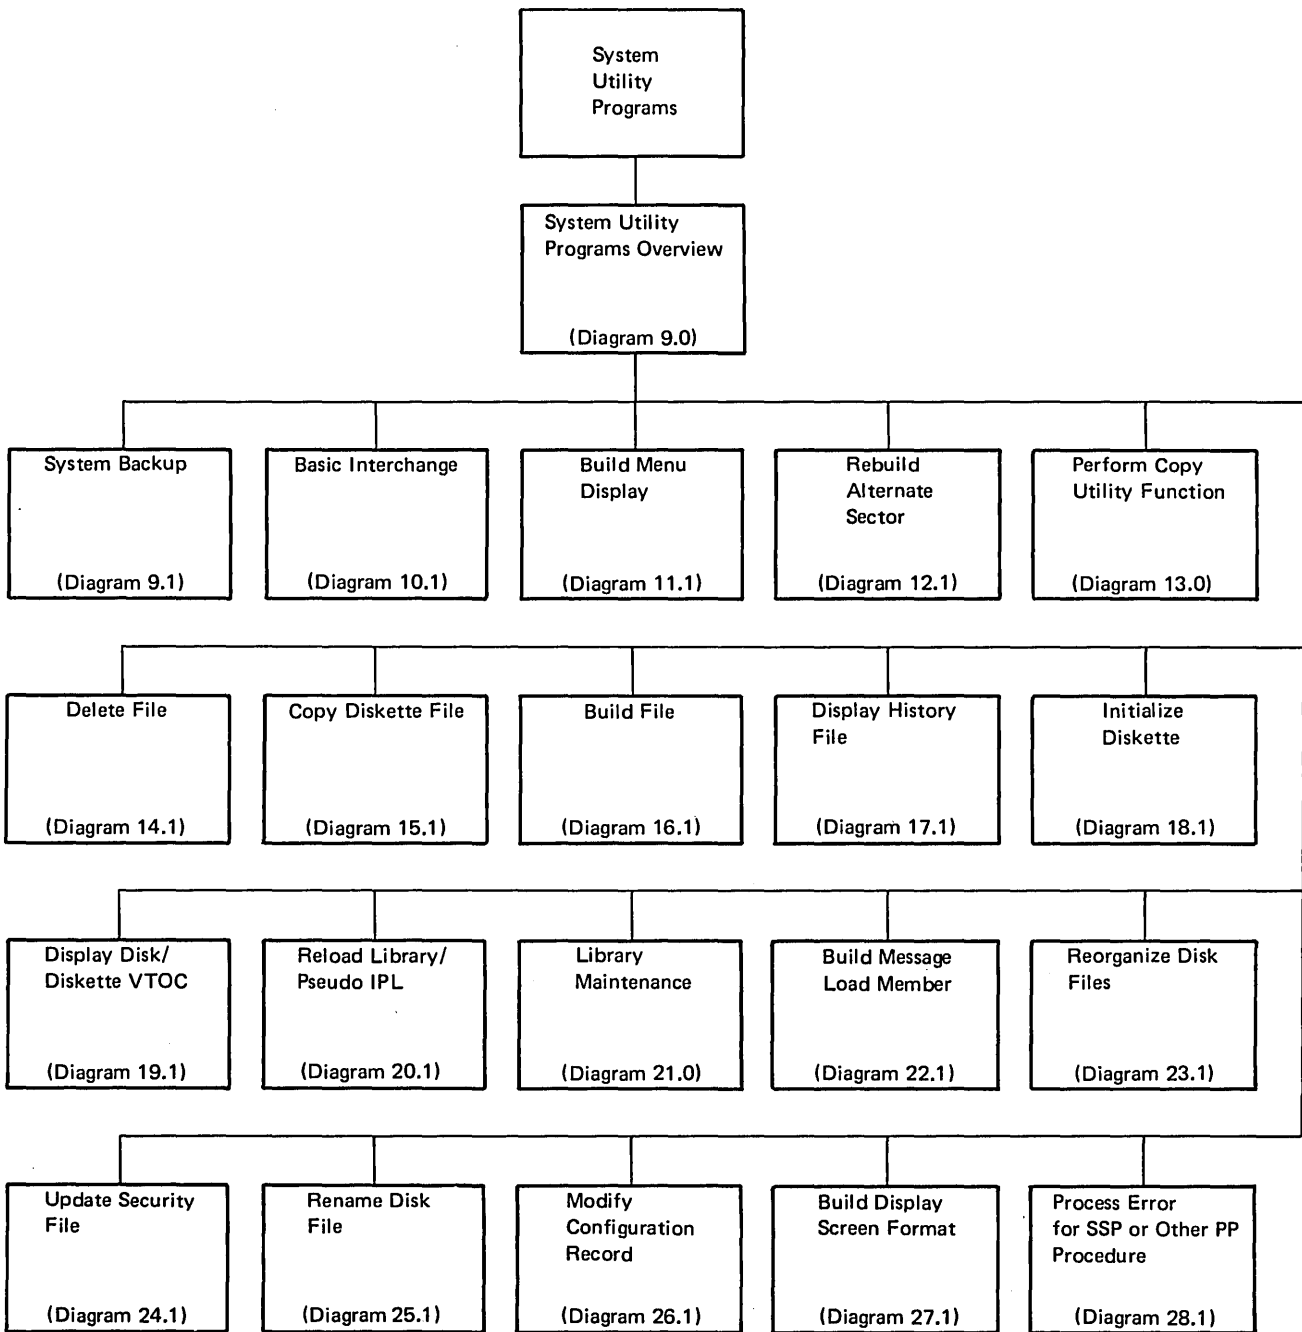 System
Utility
Programs
System Utility
Programs Overview
(Diagram 9.0)
System Backup
(Diagram 9.1)
Basic Interchange
(Diagram 10.1)
Build Menu
Display
(Diagram 11.1)
Rebuild
Alternate
Sector
(Diagram 12.1)
Perform Copy
Utility Function
(Diagram 13.0)
Delete File
(Diagram 14.1)
Copy Diskette File
(Diagram 15.1)
Build File
(Diagram 16.1)
Display History
File
(Diagram 17.1)
Initialize
Diskette
(Diagram 18.1)
Display Disk/
Diskette VTOC
(Diagram 19.1)
Reload Library/
Pseudo IPL
(Diagram 20.1)
Library
Maintenance
(Diagram 21.0)
Build Message
Load Member
(Diagram 22.1)
Reorganize Disk
Files
(Diagram 23.1)
Update Security
File
(Diagram 24.1)
Rename Disk
File
(Diagram 25.1)
Modify
Configuration
Record
(Diagram 26.1)
Build Display
Screen Format
(Diagram 27.1)
Process Error
for SSP or Other PP
Procedure
(Diagram 28.1)